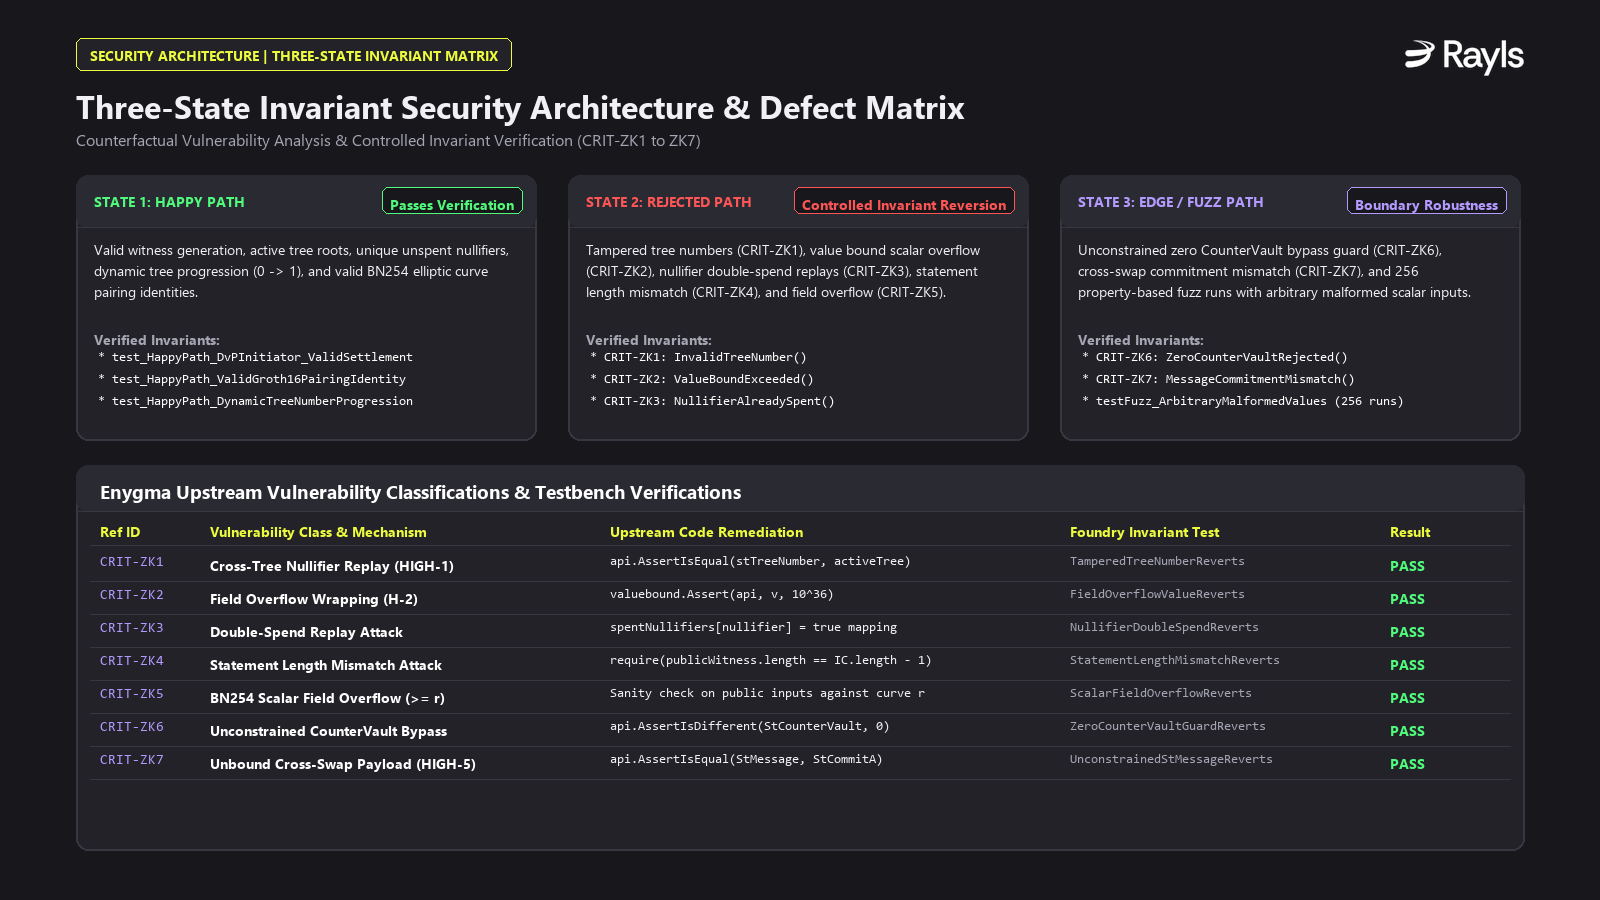 SECURITY ARCHITECTURE | THREE-STATE INVARIANT MATRIX
Rayls
Three-State Invariant Security Architecture & Defect Matrix
Counterfactual Vulnerability Analysis & Controlled Invariant Verification (CRIT-ZK1 to ZK7)
STATE 1: HAPPY PATH
Passes Verification
Valid witness generation, active tree roots, unique unspent nullifiers,
dynamic tree progression (0 -> 1), and valid BN254 elliptic curve
pairing identities.
Verified Invariants:
* test_HappyPath_DvPInitiator_ValidSettlement
* test_HappyPath_ValidGroth16PairingIdentity
* test_HappyPath_DynamicTreeNumberProgression
STATE 2: REJECTED PATH
Controlled Invariant Reversion
Tampered tree numbers (CRIT-ZK1), value bound scalar overflow
(CRIT-ZK2), nullifier double-spend replays (CRIT-ZK3), statement
length mismatch (CRIT-ZK4), and field overflow (CRIT-ZK5).
Verified Invariants:
* CRIT-ZK1: InvalidTreeNumber()
* CRIT-ZK2: ValueBoundExceeded()
* CRIT-ZK3: NullifierAlreadySpent()
STATE 3: EDGE / FUZZ PATH
Boundary Robustness
Unconstrained zero CounterVault bypass guard (CRIT-ZK6),
cross-swap commitment mismatch (CRIT-ZK7), and 256
property-based fuzz runs with arbitrary malformed scalar inputs.
Verified Invariants:
* CRIT-ZK6: ZeroCounterVaultRejected()
* CRIT-ZK7: MessageCommitmentMismatch()
* testFuzz_ArbitraryMalformedValues (256 runs)
Enygma Upstream Vulnerability Classifications & Testbench Verifications
Ref ID Vulnerability Class & Mechanism Upstream Code Remediation Foundry Invariant Test Result
CRIT-ZK1 Cross-Tree Nullifier Replay (HIGH-1) api.AssertIsEqual(stTreeNumber, activeTree) TamperedTreeNumberReverts PASS
CRIT-ZK2 Field Overflow Wrapping (H-2) valuebound.Assert(api, v, 10^36) FieldOverflowValueReverts PASS
CRIT-ZK3 Double-Spend Replay Attack spentNullifiers[nullifier] = true mapping NullifierDoubleSpendReverts PASS
CRIT-ZK4 Statement Length Mismatch Attack require(publicWitness.length == IC.length - 1) StatementLengthMismatchReverts PASS
CRIT-ZK5 BN254 Scalar Field Overflow (>= r) Sanity check on public inputs against curve r ScalarFieldOverflowReverts PASS
CRIT-ZK6 Unconstrained CounterVault Bypass api.AssertIsDifferent(StCounterVault, 0) ZeroCounterVaultGuardReverts PASS
CRIT-ZK7 Unbound Cross-Swap Payload (HIGH-5) api.AssertIsEqual(StMessage, StCommitA) UnconstrainedStMessageReverts PASS